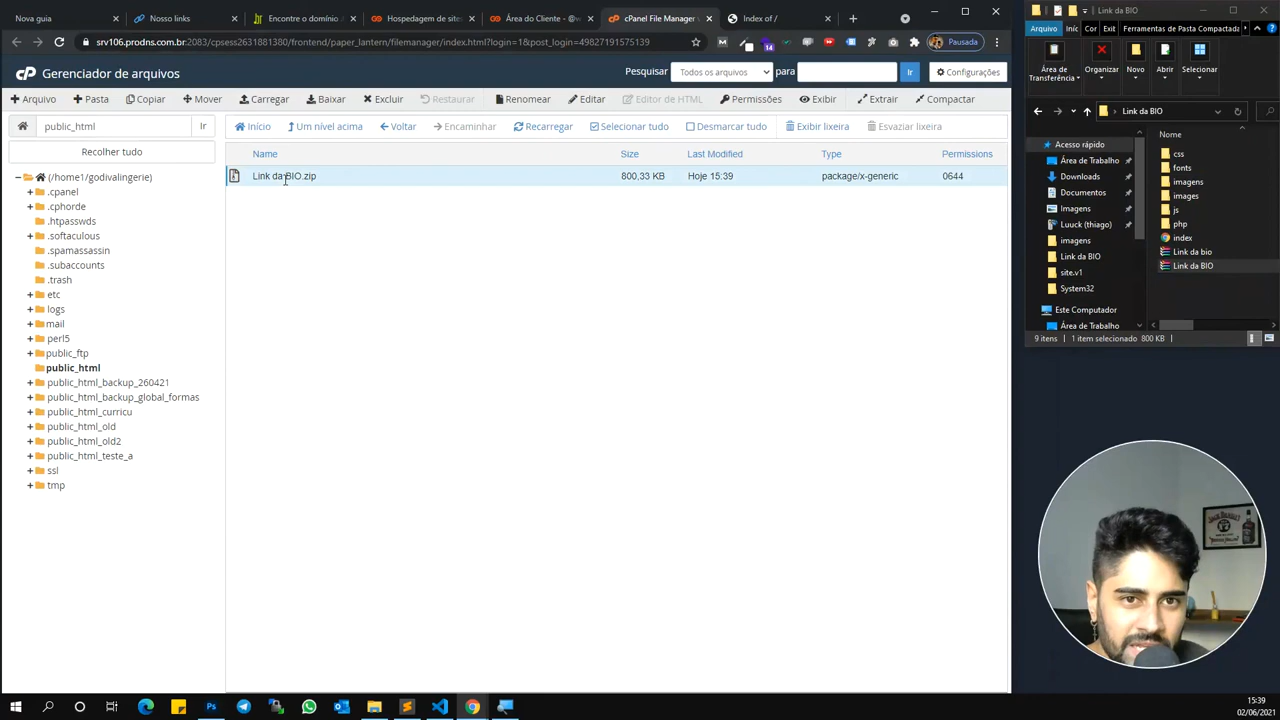 Nova guia
Nosso links
Encontre o domínio
Hospedagem de site
Área do Cliente - @w
cPanel File Manager
Index of /
srv106.prodns.com.br:2083/cpsess2631881380/frontend/paper_lantern/filemanager/index.html?login=1&post_login=49827191575139
14
Pausada
cP Gerenciador de arquivos
Pesquisar Todos os arquivos para Ir Configurações
Arquivo Pasta Copiar Mover Carregar Baixar Excluir Restaurar Renomear Editar Editor de HTML Permissões Exibir Extrair Compactar
public_html Ir
Início Um nível acima Voltar Encaminhar Recarregar Selecionar tudo Desmarcar tudo Exibir lixeira Esvaziar lixeira
Recolher tudo
Name Size Last Modified Type Permissions
Link da BIO.zip 800,33 KB Hoje 15:39 package/x-generic 0644
(/home1/godivalingerie)
.cpanel
.cphorde
.htpasswds
.softaculous
.spamassassin
.subaccounts
.trash
etc
logs
mail
perl5
public_ftp
public_html
public_html_backup_260421
public_html_backup_global_formas
public_html_curricu
public_html_old
public_html_old2
public_html_teste_a
ssl
tmp
Link da BIO
Arquivo Iníc Cor Exit Ferramentas de Pasta Compactada
Área de Transferência
Organizar
Novo
Abrir
Selecionar
Link da BIO
Nome
Acesso rápido
Área de Trabalho
Downloads
Documentos
Imagens
Luuck (thiago)
imagens
Link da BIO
site.v1
System32
Este Computador
Área de Trabalho
css
fonts
imagens
images
js
php
index
Link da bio
Link da BIO
9 itens 1 item selecionado 800 KB
15:39
02/06/2021